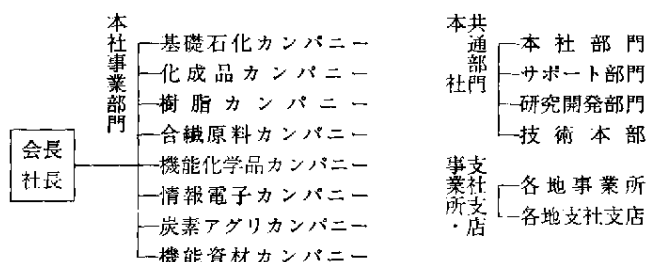 会長
社長
本社事業部門
基礎石化カンパニー
化成品カンパニー
樹脂カンパニー
合繊原料カンパニー
機能化学品カンパニー
情報電子カンパニー
炭素アグリカンパニー
機能資材カンパニー
本社
共通部門
本社部門
サポート部門
研究開発部門
技術本部
事業所・
支社支店
各地事業所
各地支社支店